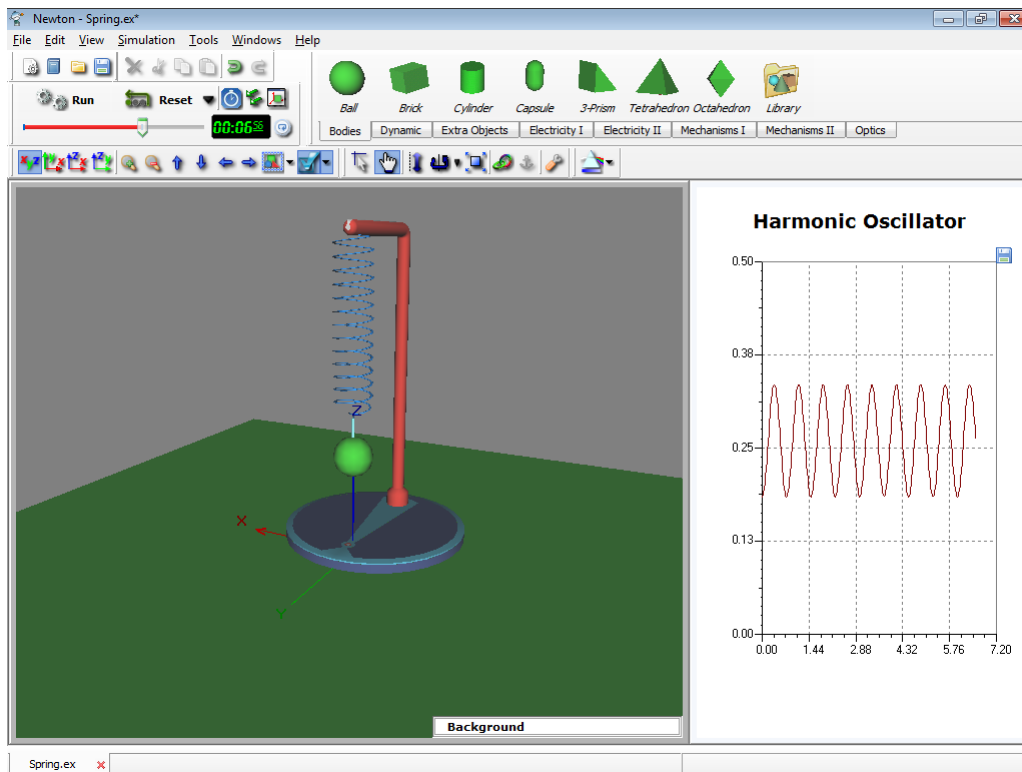 Newton - Spring.ex*
File Edit View Simulation Tools Windows Help
Run Reset
00:06 56
Ball Brick Cylinder Capsule 3-Prism Tetrahedron Octahedron Library
Bodies Dynamic Extra Objects Electricity I Electricity II Mechanisms I Mechanisms II Optics
Z
X
Y
Background
Harmonic Oscillator
0.50
0.38
0.25
0.13
0.00
0.00 1.44 2.88 4.32 5.76 7.20
Spring.ex